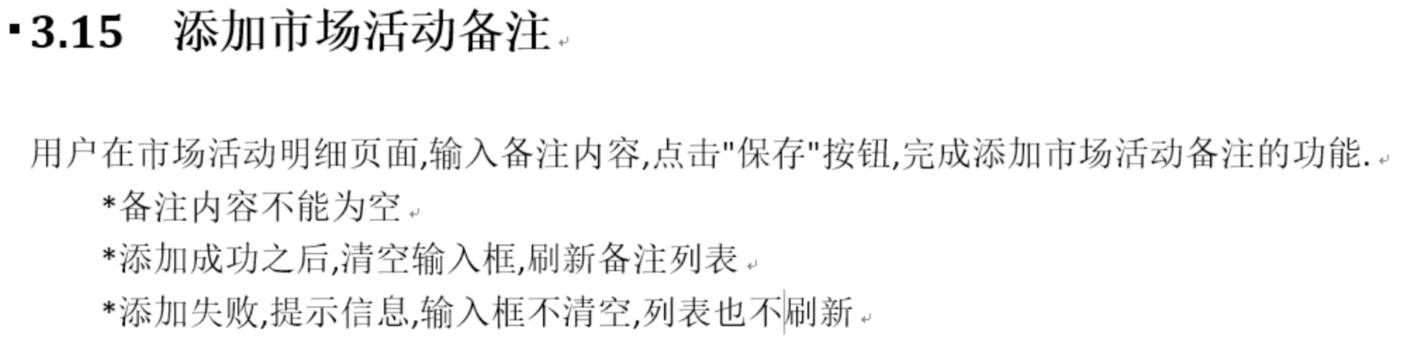 3.15 添加市场活动备注
用户在市场活动明细页面,输入备注内容,点击"保存"按钮,完成添加市场活动备注的功能.
*备注内容不能为空
*添加成功之后,清空输入框,刷新备注列表
*添加失败,提示信息,输入框不清空,列表也不刷新